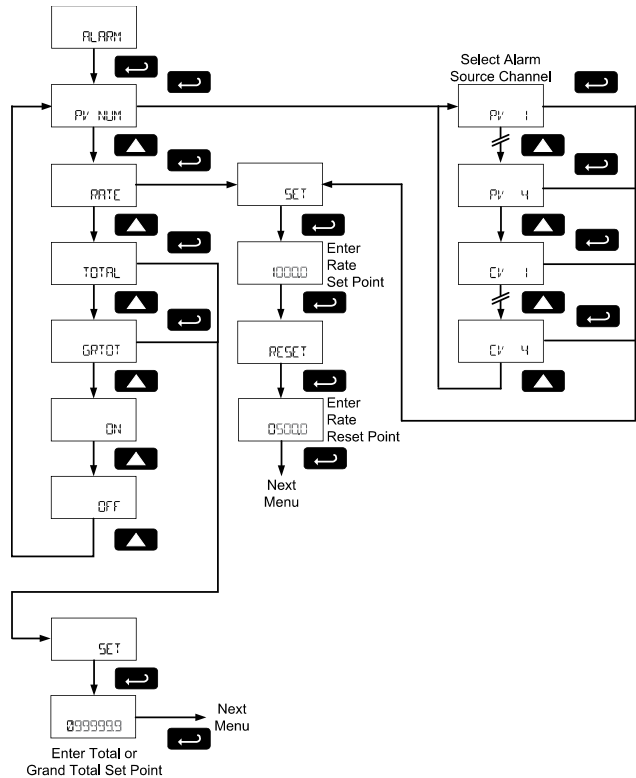 ALARM
Select Alarm
Source Channel
PV NUM
PV 1
RATE
SET
PV 4
TOTAL
1000.0
Enter
Rate
Set Point
CV 1
GRTOT
RESET
CV 4
ON
0500.0
Enter
Rate
Reset Point
OFF
Next
Menu
SET
099999.9
Next
Menu
Enter Total or
Grand Total Set Point